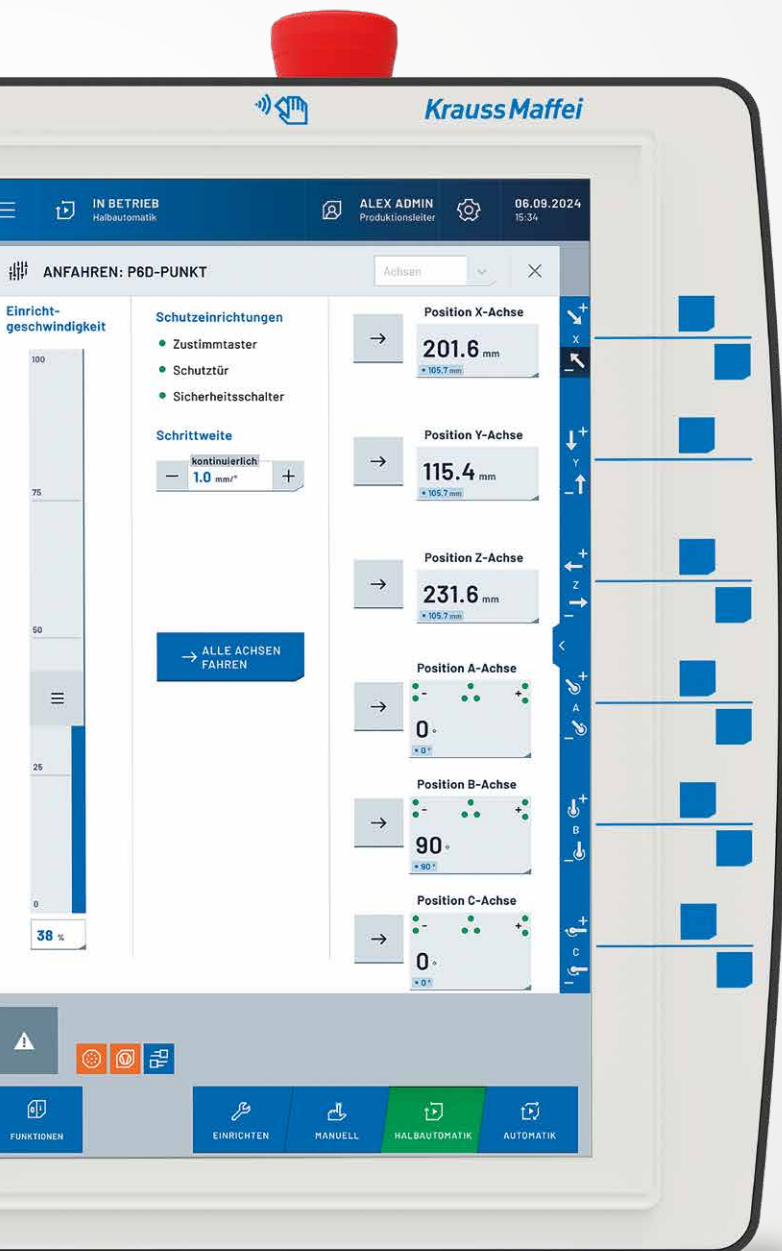 Krauss Maffei
IN BETRIEB
Halbautomatik
ALEX ADMIN
Produktionsleiter
06.09.2024
15:34
ANFAHREN: P6D-PUNKT
Achsen
Einricht-
geschwindigkeit
100
75
50
25
0
38 %
Schutzeinrichtungen
Zustimmtaster
Schutztür
Sicherheitsschalter
Schrittweite
kontinuierlich
− 1.0 mm/° +
→ ALLE ACHSEN
FAHREN
Position X-Achse
201.6 mm
105.7 mm
Position Y-Achse
115.4 mm
105.7 mm
Position Z-Achse
231.6 mm
105.7 mm
Position A-Achse
- +
0 °
0 °
Position B-Achse
- +
90 °
90 °
Position C-Achse
- +
0 °
0 °
+
X
−
+
Y
−
+
Z
−
+
A
−
+
B
−
+
C
−
FUNKTIONEN
EINRICHTEN
MANUELL
HALBAUTOMATIK
AUTOMATIK